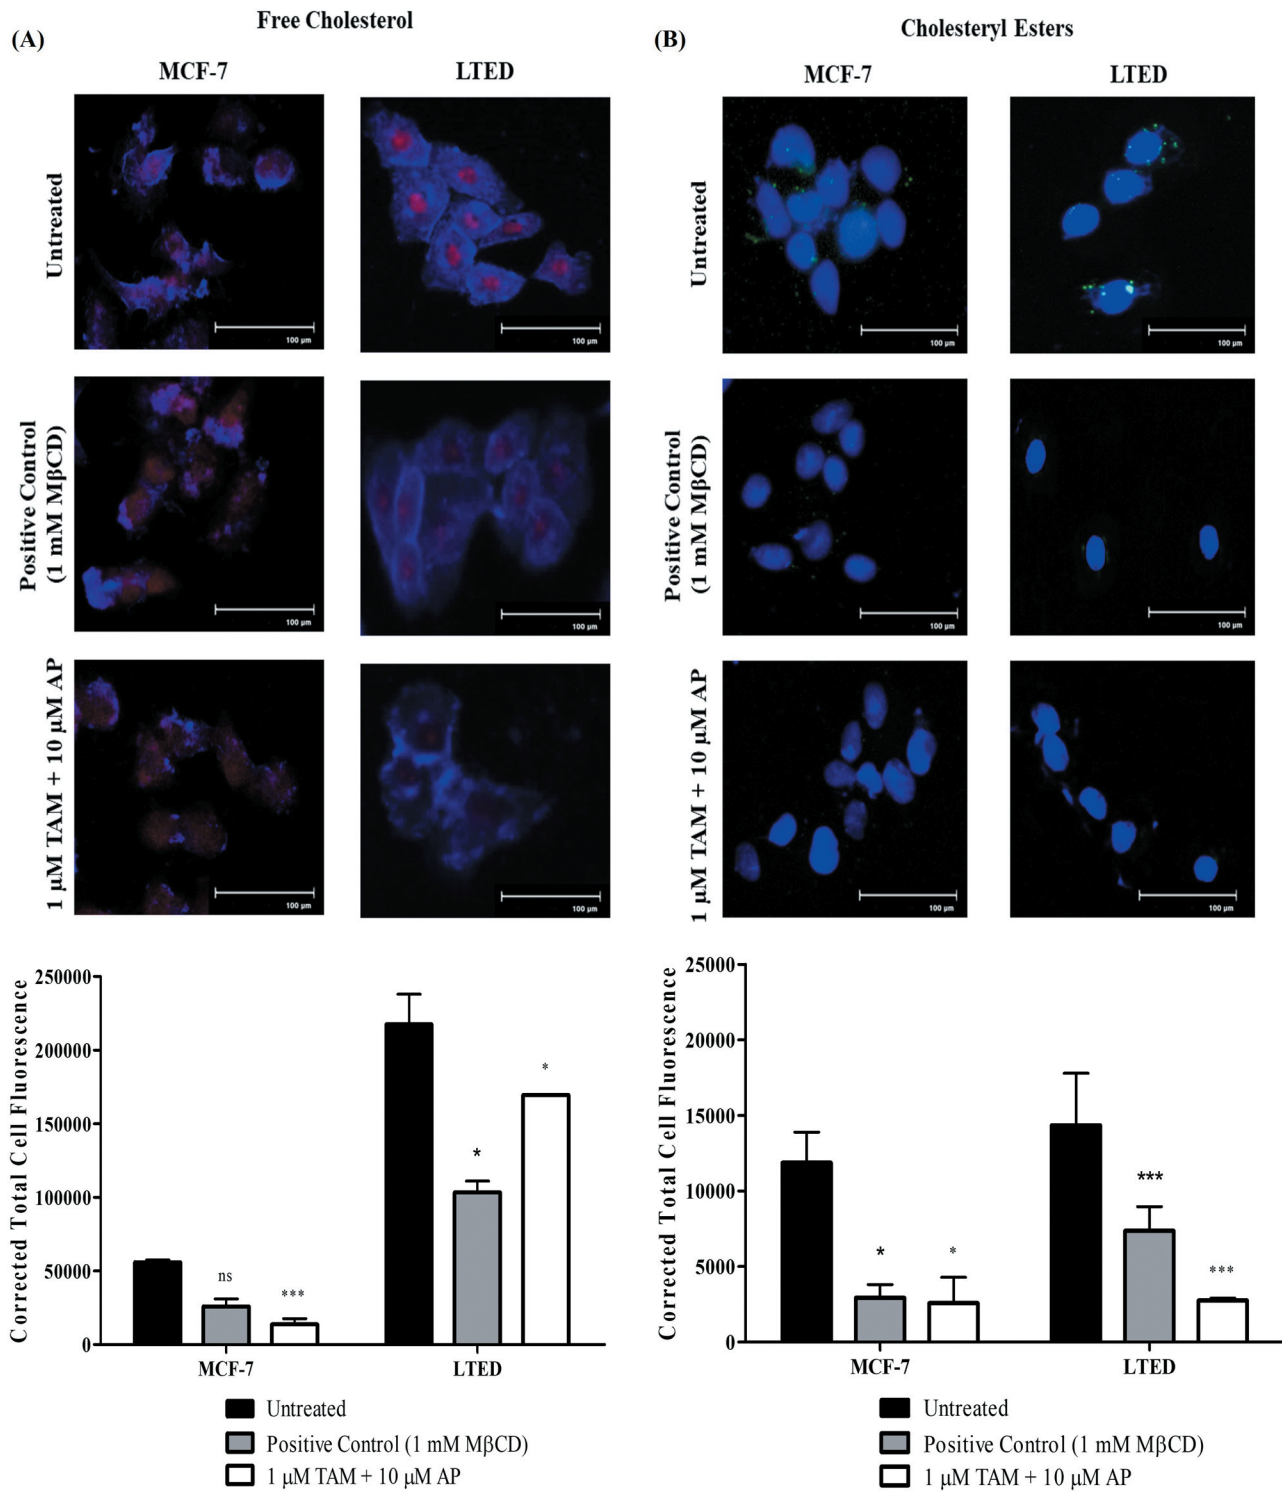 Free Cholesterol
(A)
MCF-7
LTED
Untreated
100 µm
100 µm
Positive Control
(1 mM MβCD)
100 µm
100 µm
1 µM TAM + 10 µM AP
100 µm
100 µm
Corrected Total Cell Fluorescence
250000
200000
150000
100000
50000
0
ns
***
*
*
MCF-7
LTED
Untreated
Positive Control (1 mM MβCD)
1 µM TAM + 10 µM AP
(B)
Cholesteryl Esters
MCF-7
LTED
Untreated
100 µm
100 µm
Positive Control
(1 mM MβCD)
100 µm
100 µm
1 µM TAM + 10 µM AP
100 µm
100 µm
Corrected Total Cell Fluorescence
25000
20000
15000
10000
5000
0
*
*
***
***
MCF-7
LTED
Untreated
Positive Control (1 mM MβCD)
1 µM TAM + 10 µM AP